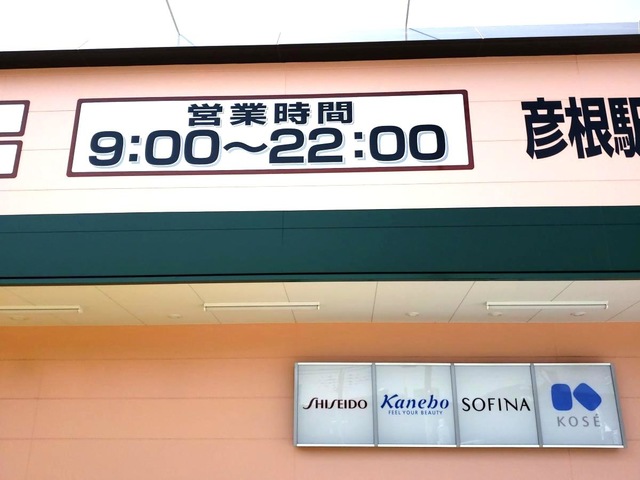 営業時間
9:00～22:00
彦根駅
SHISEIDO
Kanebo
FEEL YOUR BEAUTY
SOFINA
KOSÉ